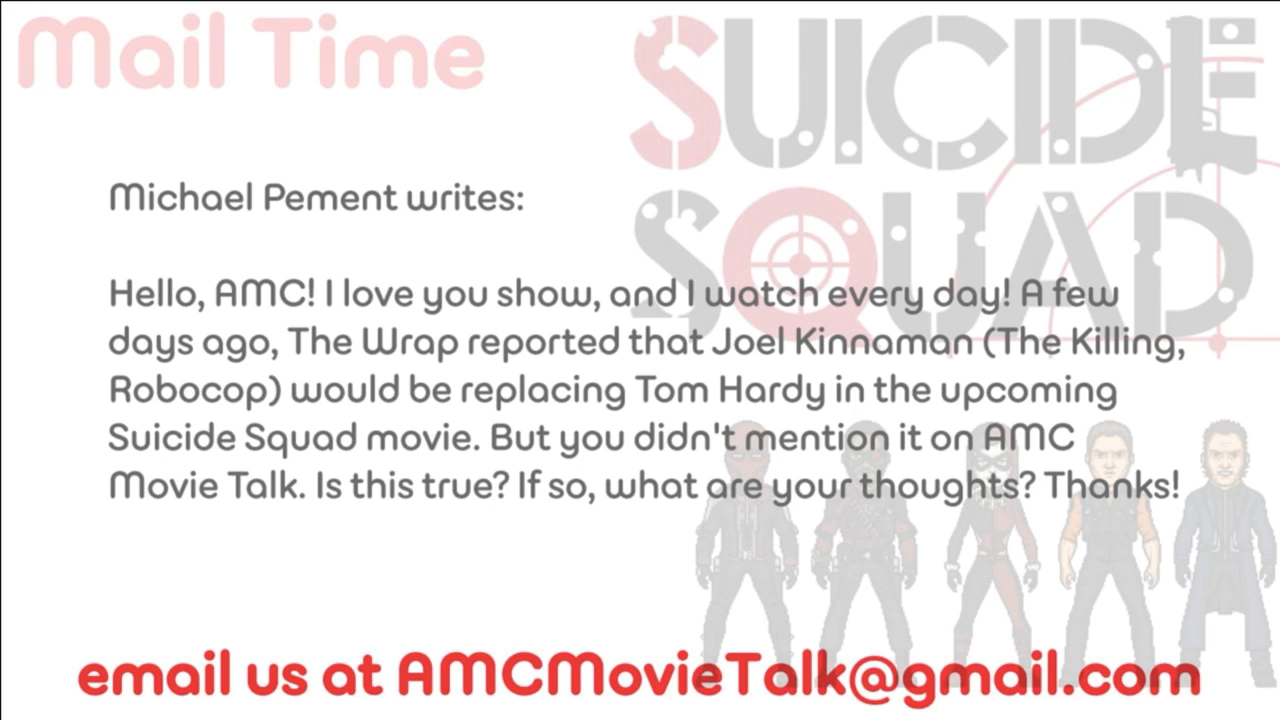 Mail Time
SUICIDE
SQUAD
Michael Pement writes:
Hello, AMC! I love you show, and I watch every day! A few
days ago, The Wrap reported that Joel Kinnaman (The Killing,
Robocop) would be replacing Tom Hardy in the upcoming
Suicide Squad movie. But you didn't mention it on AMC
Movie Talk. Is this true? If so, what are your thoughts? Thanks!
email us at AMCMovieTalk@gmail.com